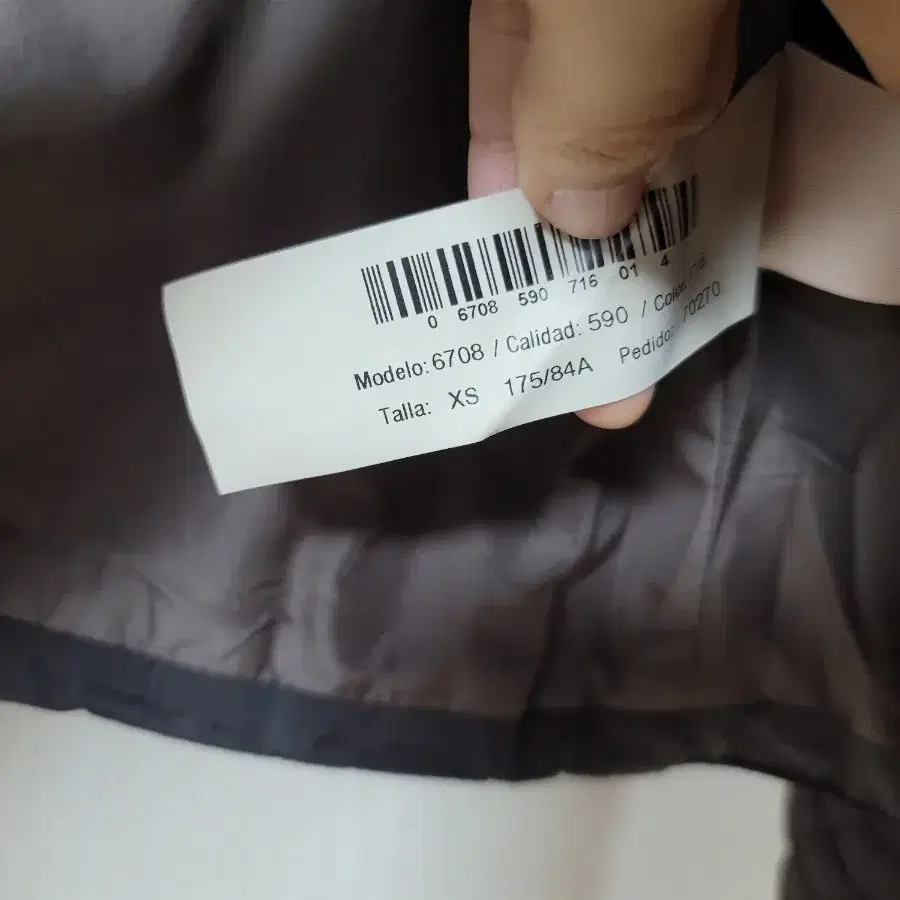 0 6708 590 716 01 4
Modelo: 6708 / Calidad: 590 / Color: 716
Talla: XS 175/84A Pedido: 70270